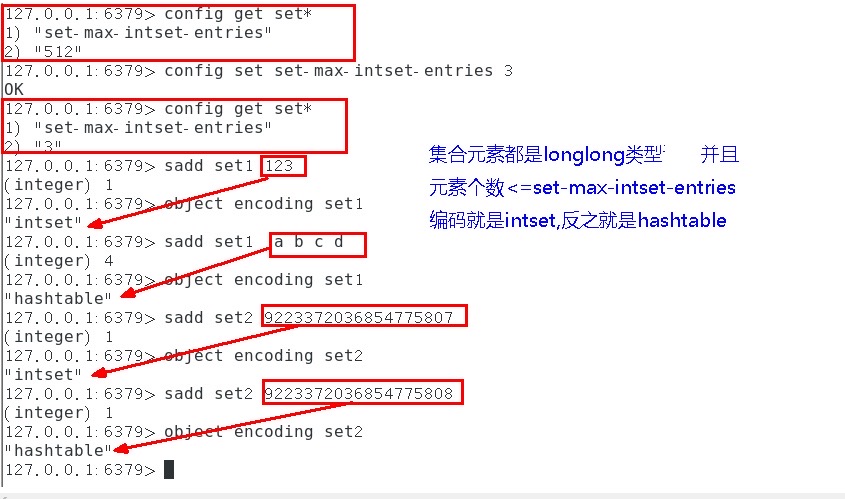 127.0.0.1:6379> config get set*
1) "set-max-intset-entries"
2) "512"
127.0.0.1:6379> config set set-max-intset-entries 3
OK
127.0.0.1:6379> config get set*
1) "set-max-intset-entries"
2) "3"
127.0.0.1:6379> sadd set1 123
(integer) 1
127.0.0.1:6379> object encoding set1
"intset"
127.0.0.1:6379> sadd set1 a b c d
(integer) 4
127.0.0.1:6379> object encoding set1
"hashtable"
127.0.0.1:6379> sadd set2 9223372036854775807
(integer) 1
127.0.0.1:6379> object encoding set2
"intset"
127.0.0.1:6379> sadd set2 9223372036854775808
(integer) 1
127.0.0.1:6379> object encoding set2
"hashtable"
127.0.0.1:6379>
集合元素都是longlong类型 并且
元素个数<=set-max-intset-entries
编码就是intset,反之就是hashtable